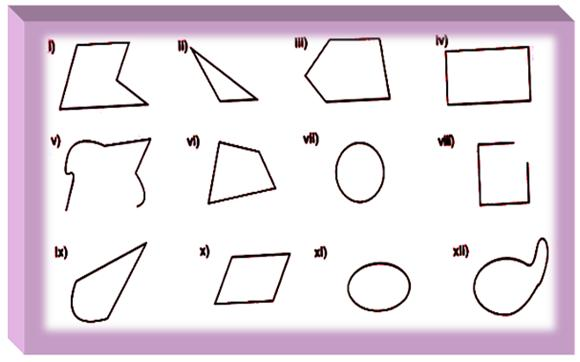 i) ii) iii) iv)
v) vi) vii) viii)
ix) x) xi) xii)